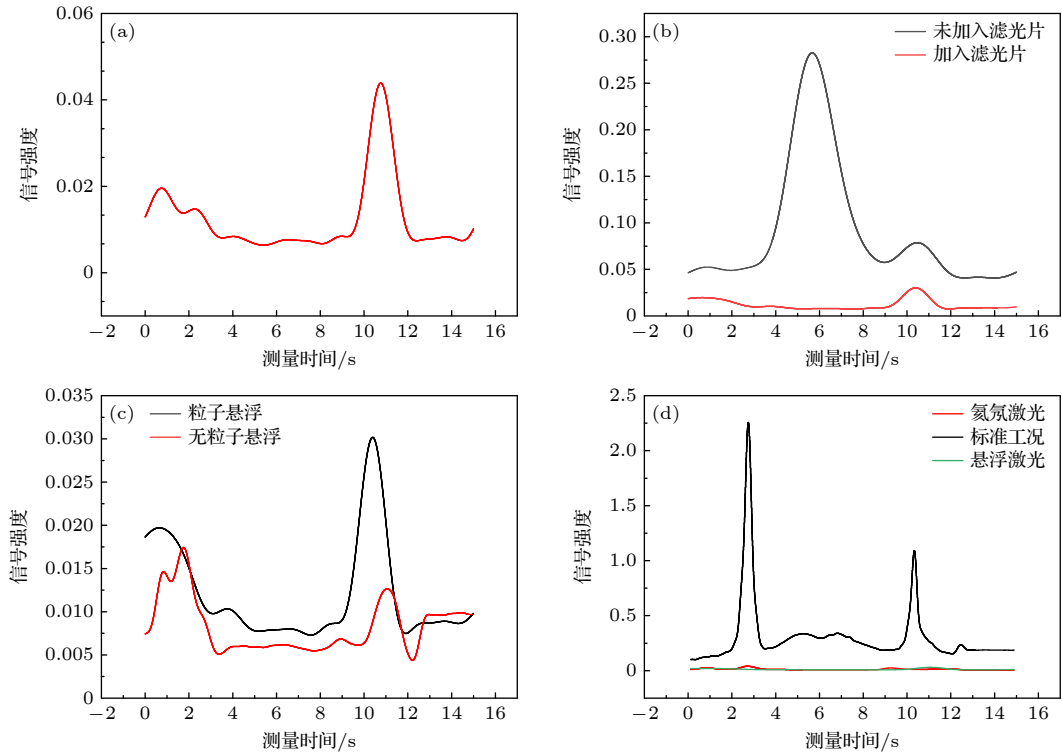 (a)
0.06
0.04
0.02
0
信号强度
−2 0 2 4 6 8 10 12 14 16
测量时间/s
(b)
未加入滤光片
加入滤光片
0.30
0.25
0.20
0.15
0.10
0.05
0
信号强度
−2 0 2 4 6 8 10 12 14 16
测量时间/s
(c)
粒子悬浮
无粒子悬浮
0.035
0.030
0.025
0.020
0.015
0.010
0.005
0
信号强度
−2 0 2 4 6 8 10 12 14 16
测量时间/s
(d)
氦氖激光
标准工况
悬浮激光
2.5
2.0
1.5
1.0
0.5
0
信号强度
−2 0 2 4 6 8 10 12 14 16
测量时间/s